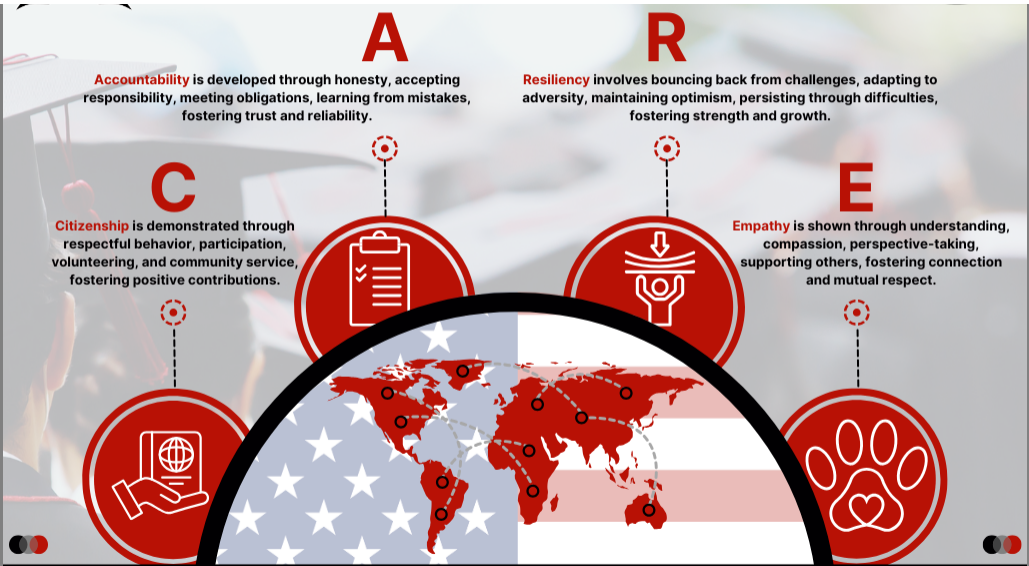 C
Citizenship is demonstrated through
respectful behavior, participation,
volunteering, and community service,
fostering positive contributions.
A
Accountability is developed through honesty, accepting
responsibility, meeting obligations, learning from mistakes,
fostering trust and reliability.
R
Resiliency involves bouncing back from challenges, adapting to
adversity, maintaining optimism, persisting through difficulties,
fostering strength and growth.
E
Empathy is shown through understanding,
compassion, perspective-taking,
supporting others, fostering connection
and mutual respect.